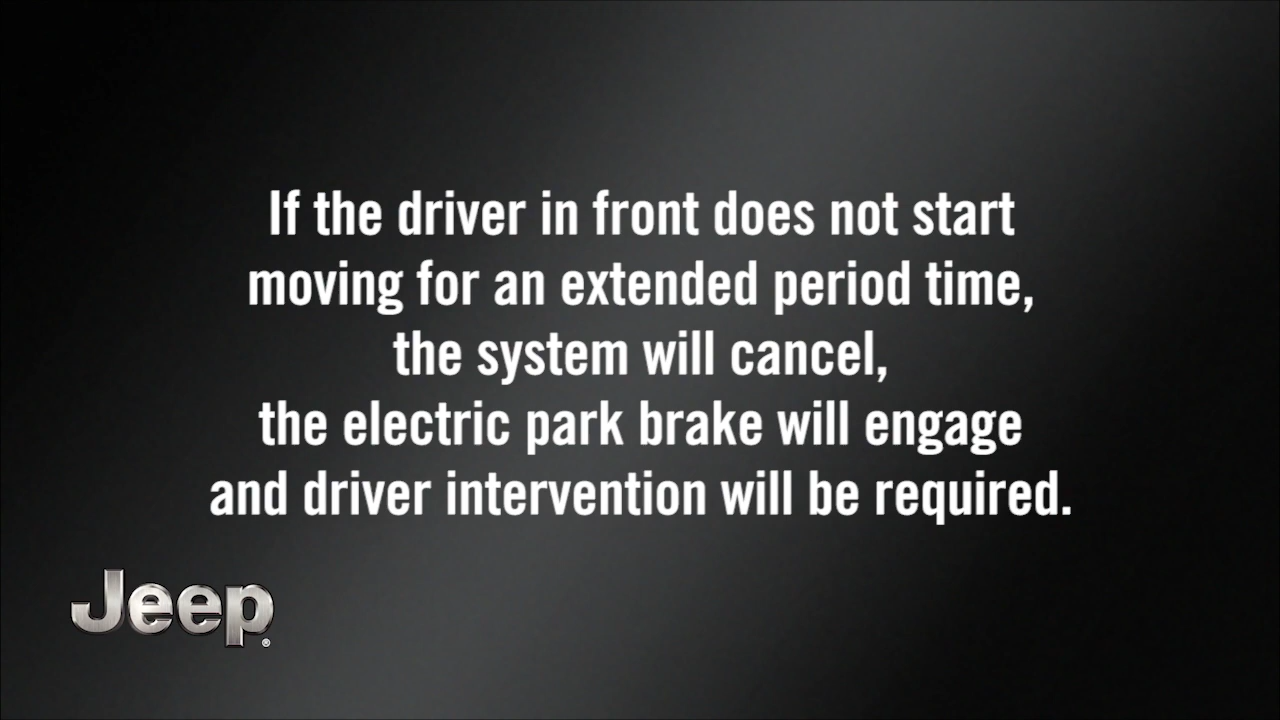 If the driver in front does not start
moving for an extended period time,
the system will cancel,
the electric park brake will engage
and driver intervention will be required.
Jeep®